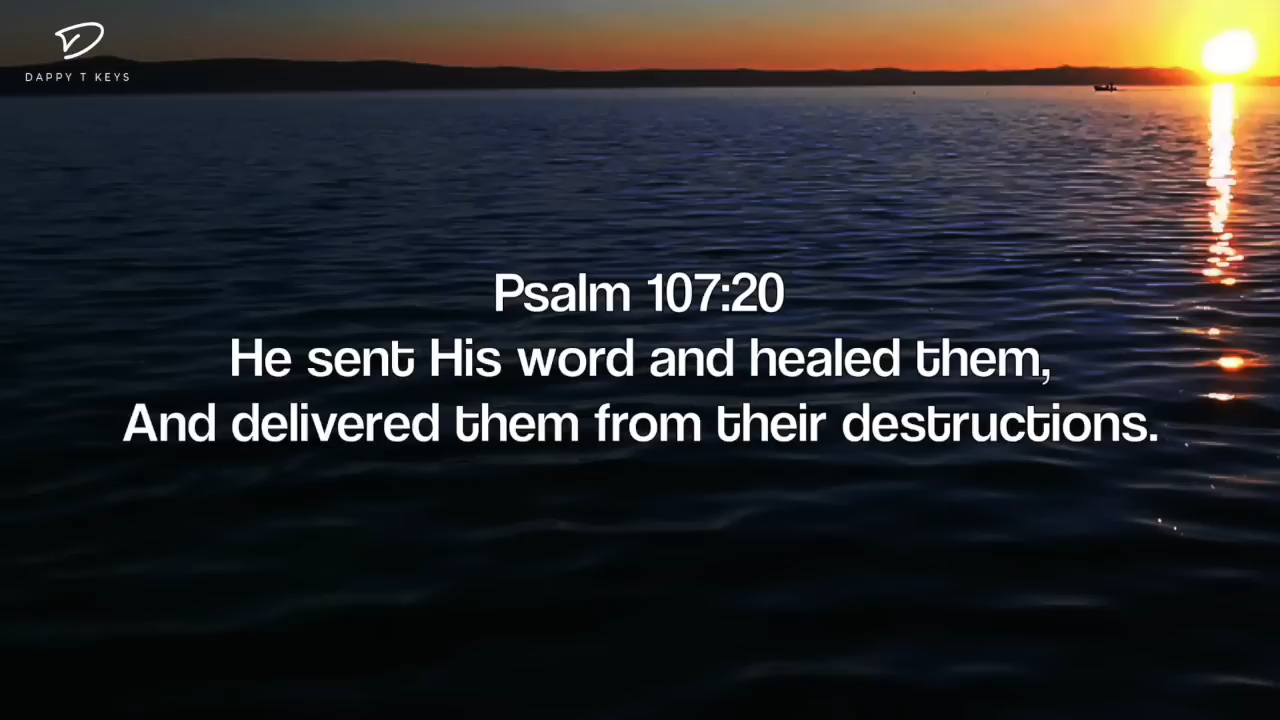 DAPPY T KEYS
Psalm 107:20
He sent His word and healed them,
And delivered them from their destructions.